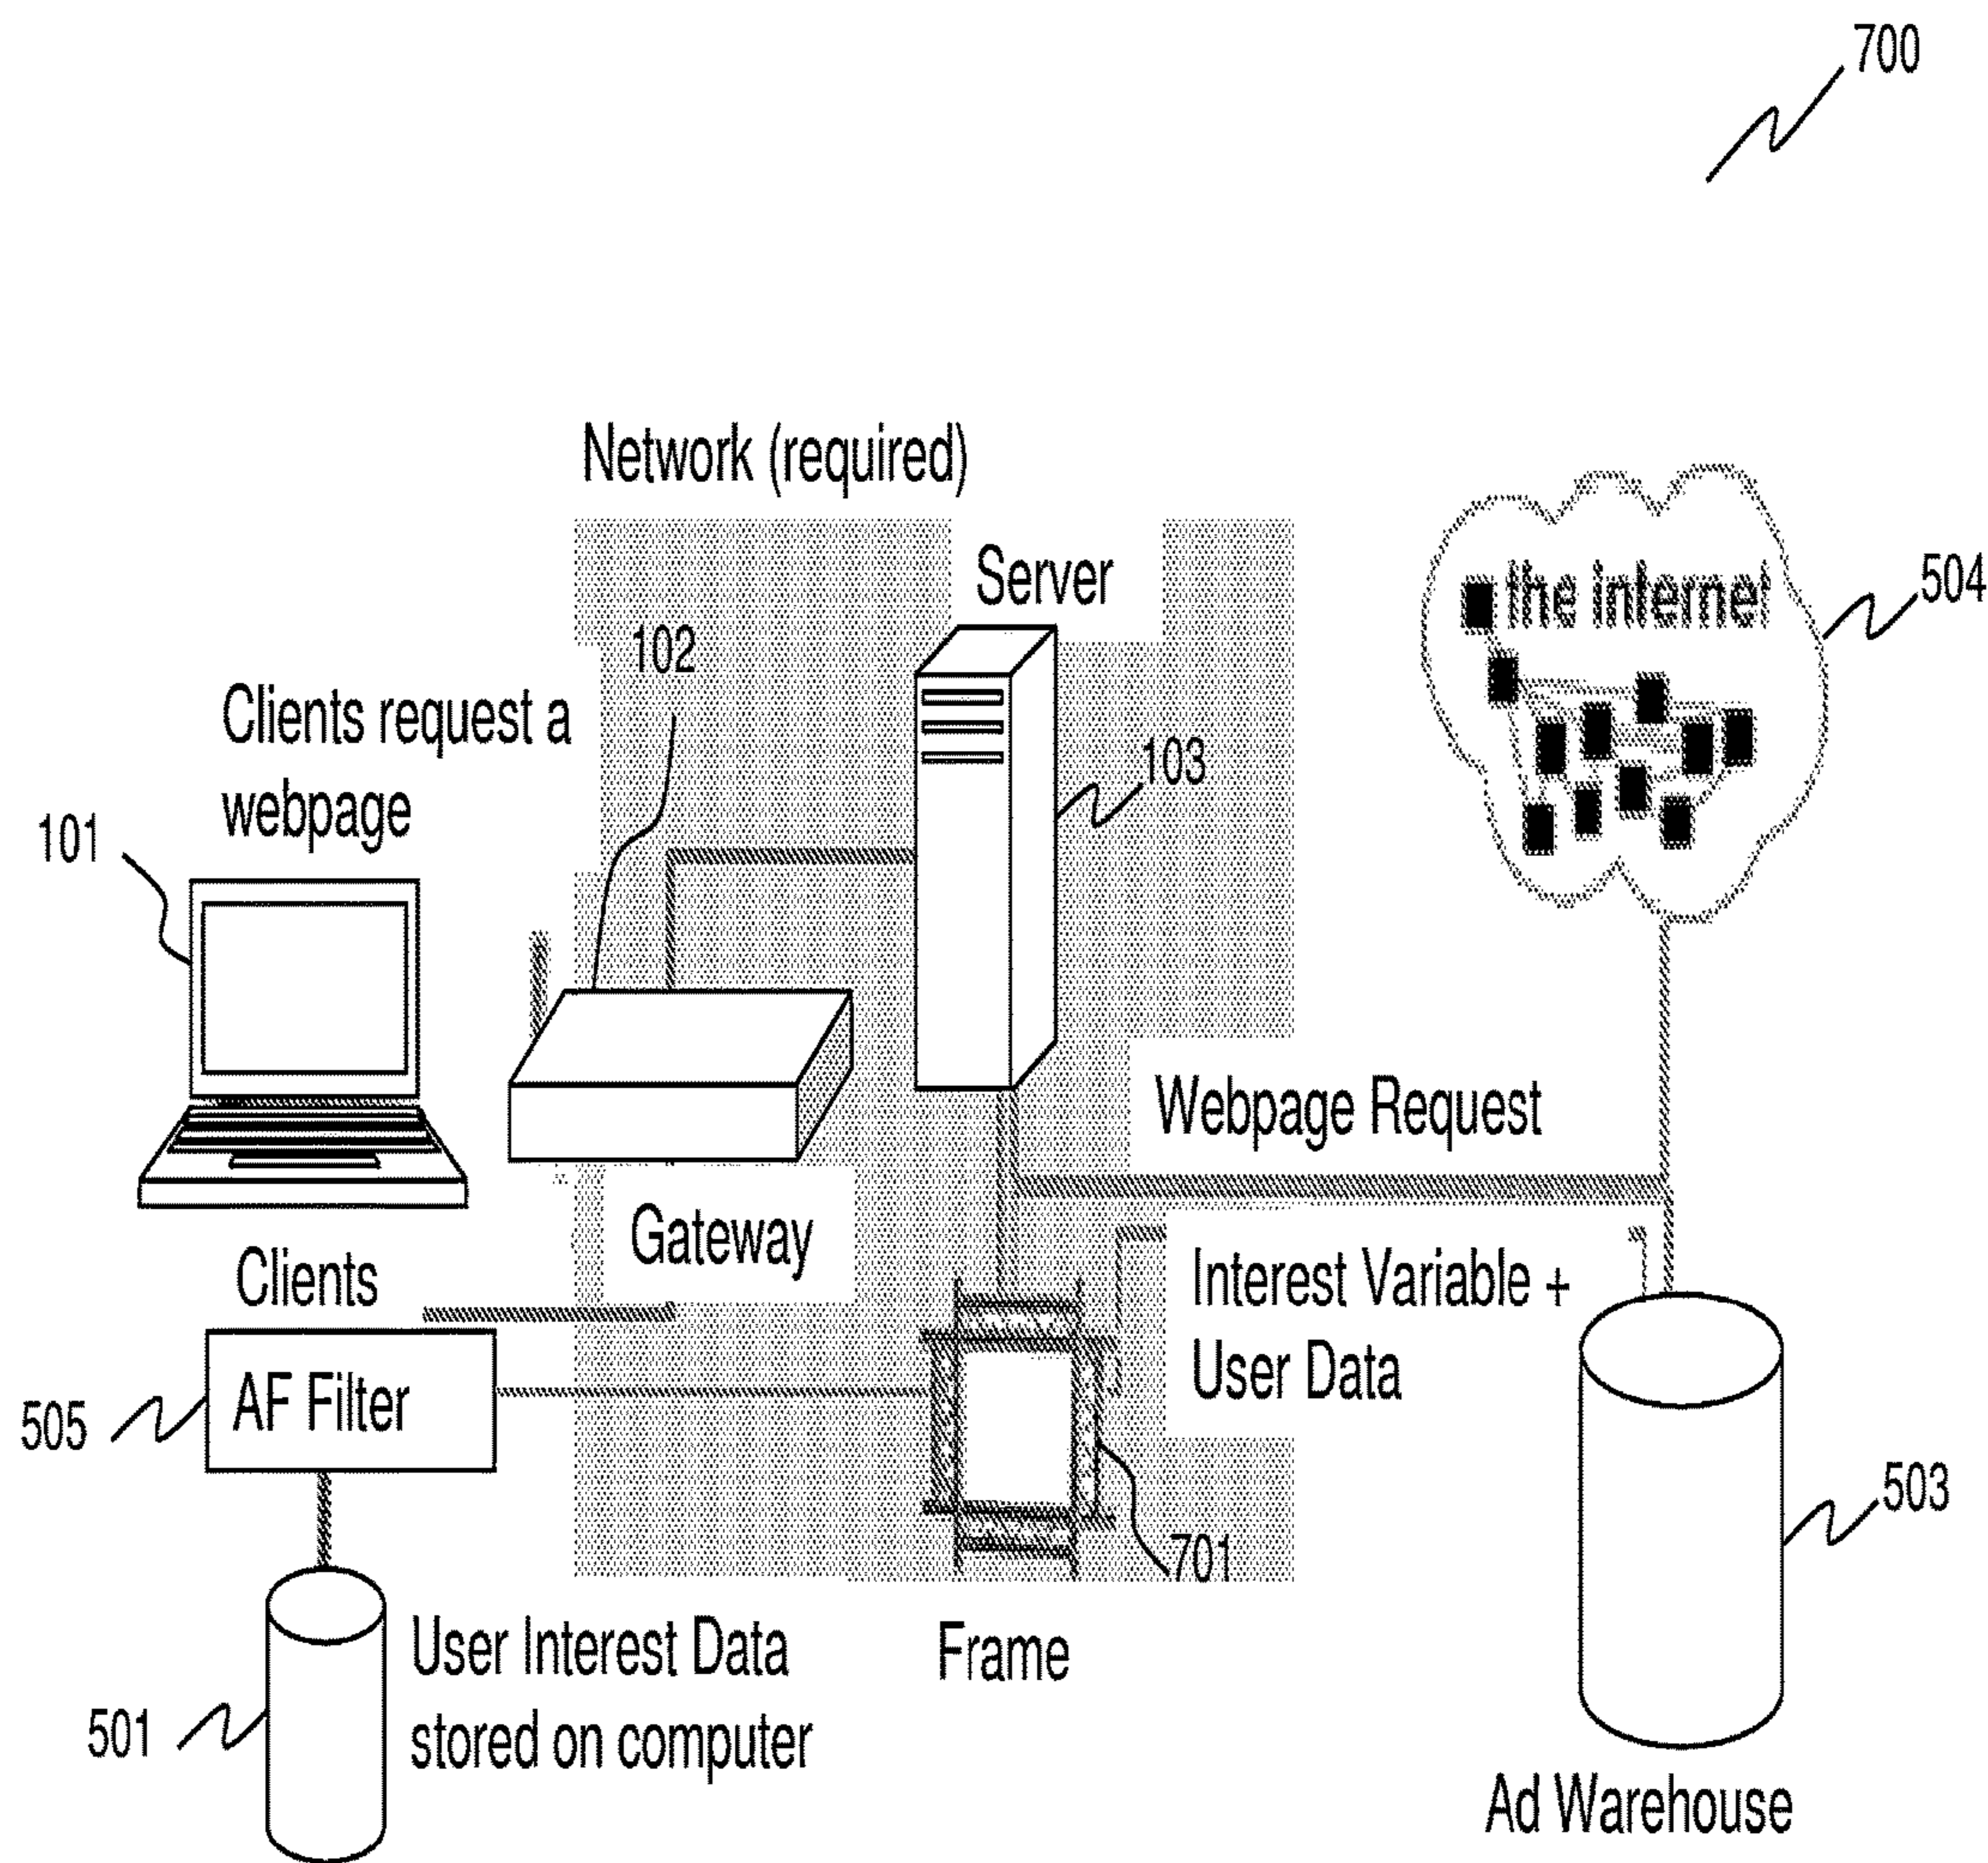 700
Network (required)
Server
the internet
504
102
Clients request a
webpage
103
101
Webpage Request
Gateway
Clients
Interest Variable +
User Data
AF Filter
505
503
701
User Interest Data
stored on computer
Frame
501
Ad Warehouse